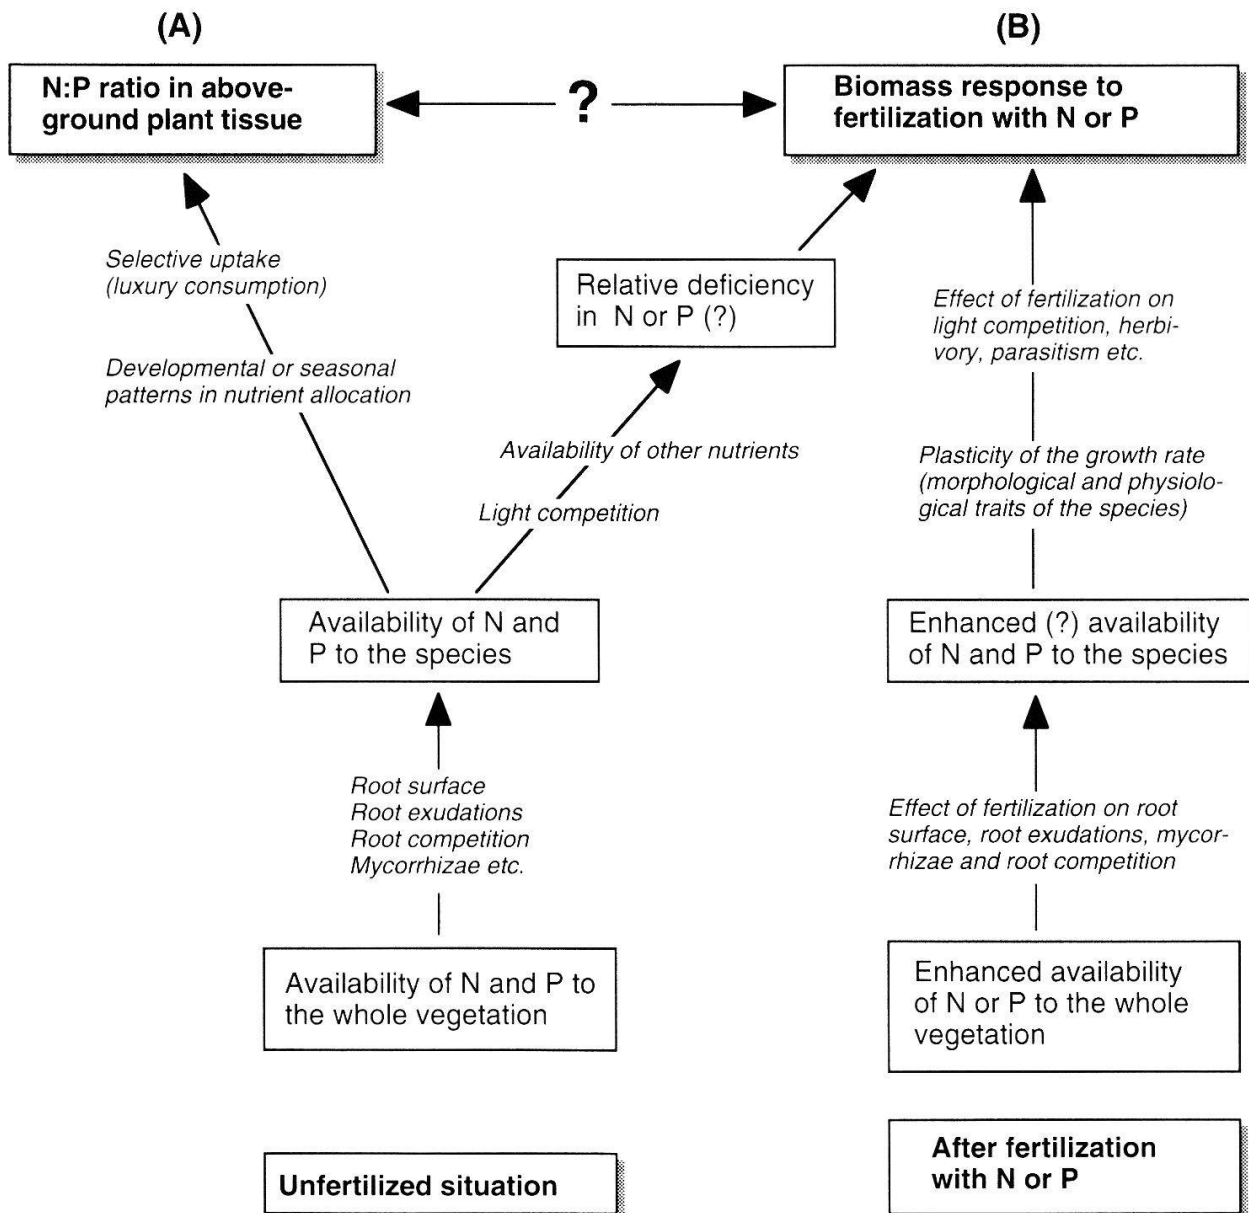 (A)
(B)
N:P ratio in above-
ground plant tissue
?
Biomass response to
fertilization with N or P
Selective uptake
(luxury consumption)
Developmental or seasonal
patterns in nutrient allocation
Relative deficiency
in N or P (?)
Effect of fertilization on
light competition, herbi-
vory, parasitism etc.
Availability of other nutrients
Light competition
Plasticity of the growth rate
(morphological and physiolo-
gical traits of the species)
Availability of N and
P to the species
Enhanced (?) availability
of N and P to the species
Root surface
Root exudations
Root competition
Mycorrhizae etc.
Effect of fertilization on root
surface, root exudations, mycor-
rhizae and root competition
Availability of N and P to
the whole vegetation
Enhanced availability
of N or P to the whole
vegetation
Unfertilized situation
After fertilization
with N or P